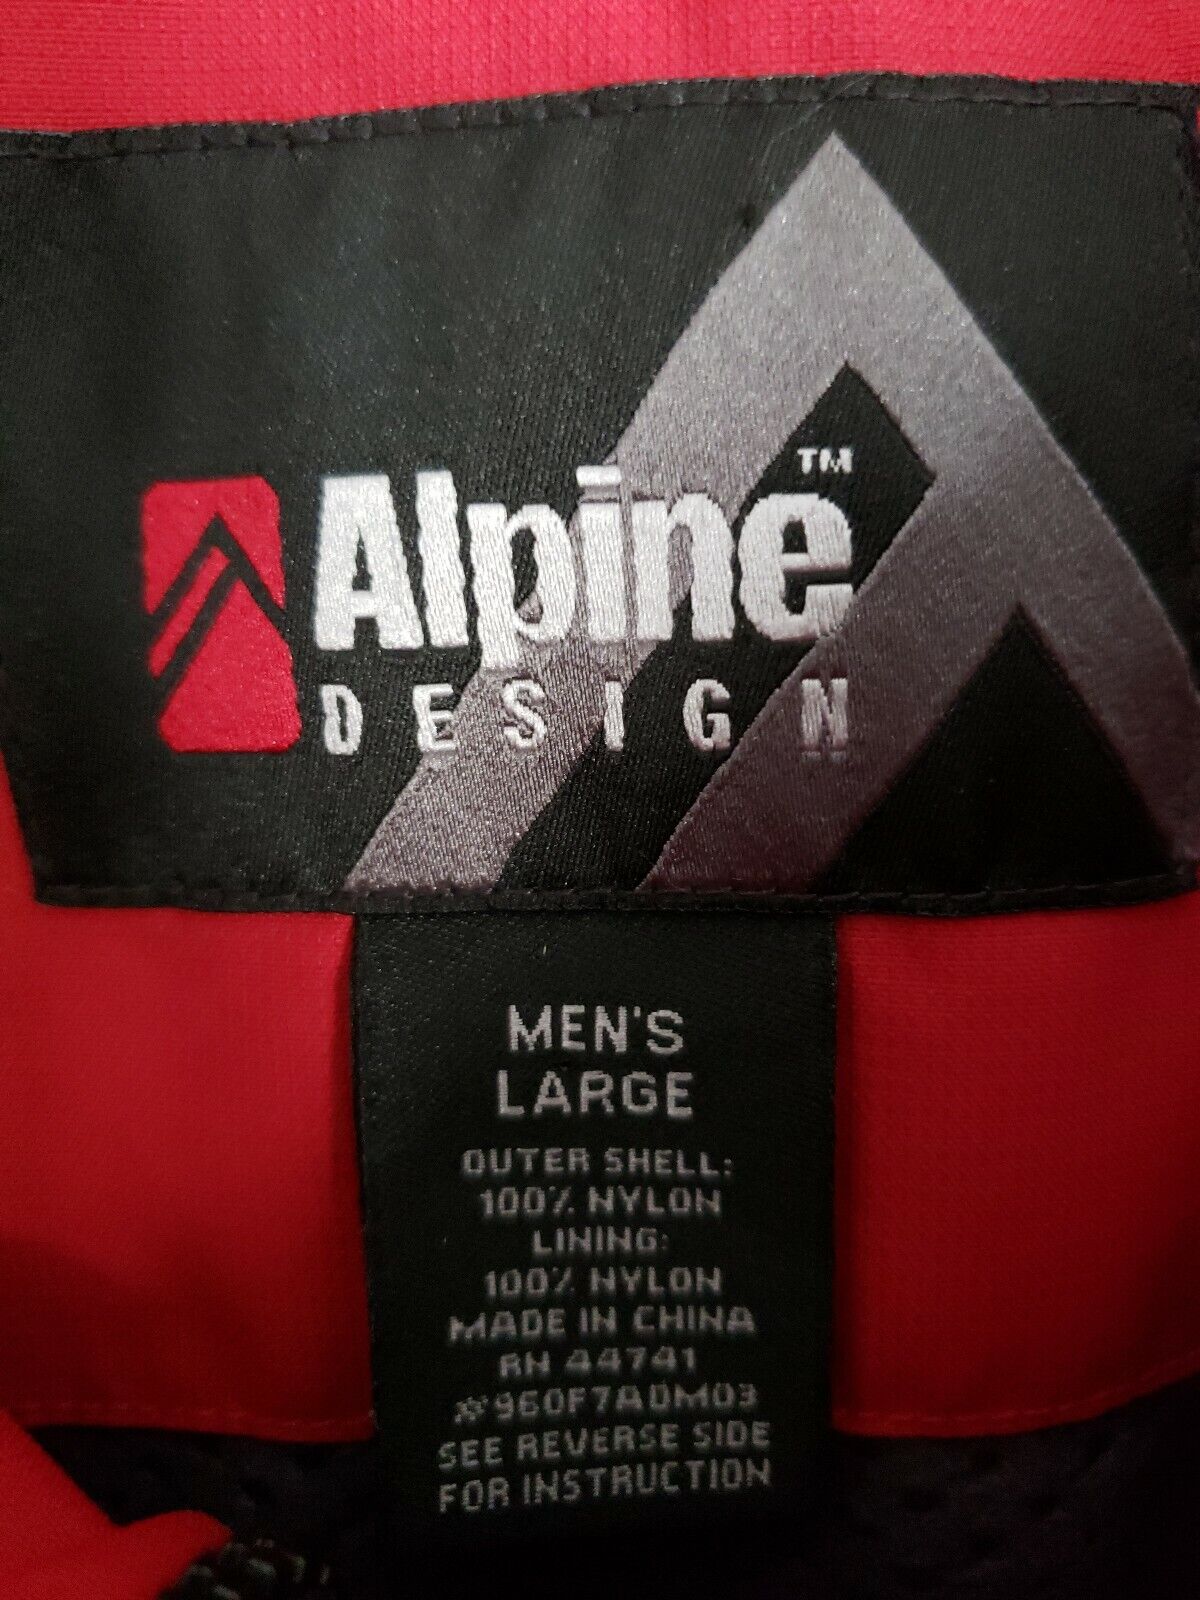 Alpine™
DESIGN
MEN'S
LARGE
OUTER SHELL:
100% NYLON
LINING:
100% NYLON
MADE IN CHINA
RN 44741
#960F7A0M03
SEE REVERSE SIDE
FOR INSTRUCTION